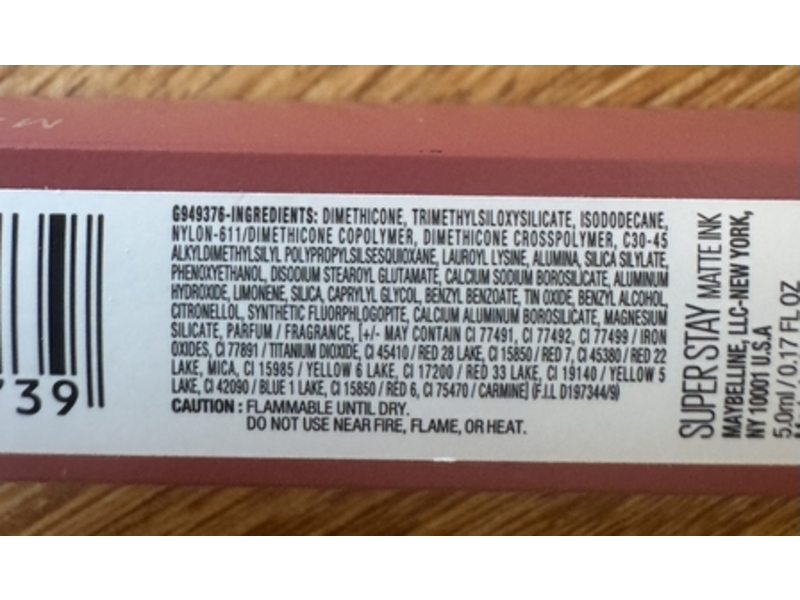 G949376-INGREDIENTS: DIMETHICONE, TRIMETHYLSILOXYSILICATE, ISODODECANE,
NYLON-611/DIMETHICONE COPOLYMER, DIMETHICONE CROSSPOLYMER, C30-45
ALKYLDIMETHYLSILYL POLYPROPYLSILSESQUIOXANE, LAUROYL LYSINE, ALUMINA, SILICA SILYLATE,
PHENOXYETHANOL, DISODIUM STEAROYL GLUTAMATE, CALCIUM SODIUM BOROSILICATE, ALUMINUM
HYDROXIDE, LIMONENE, SILICA, CAPRYLYL GLYCOL, BENZYL BENZOATE, TIN OXIDE, BENZYL ALCOHOL,
CITRONELLOL, SYNTHETIC FLUORPHLOGOPITE, CALCIUM ALUMINUM BOROSILICATE, MAGNESIUM
SILICATE, PARFUM / FRAGRANCE, [+/- MAY CONTAIN CI 77491, CI 77492, CI 77499 / IRON
OXIDES, CI 77891 / TITANIUM DIOXIDE, CI 45410 / RED 28 LAKE, CI 15850 / RED 7, CI 45380 / RED 22
LAKE, MICA, CI 15985 / YELLOW 6 LAKE, CI 17200 / RED 33 LAKE, CI 19140 / YELLOW 5
LAKE, CI 42090 / BLUE 1 LAKE, CI 15850 / RED 6, CI 75470 / CARMINE] (F.I.L D197344/9)
CAUTION : FLAMMABLE UNTIL DRY.
DO NOT USE NEAR FIRE, FLAME, OR HEAT.
739
SUPER STAY MATTE INK
MAYBELLINE, LLC-NEW YORK,
NY 10001 U.S.A
5.0ml / 0.17 FL OZ